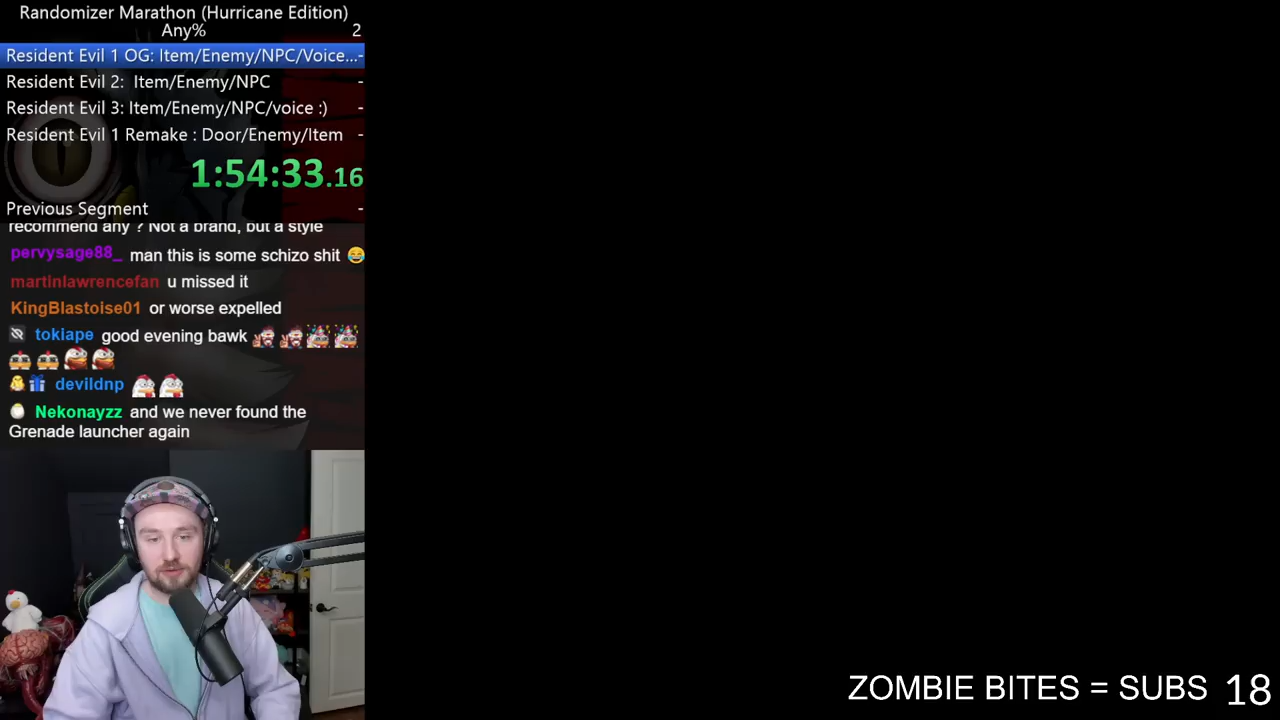 Randomizer Marathon (Hurricane Edition)
Any% 2
Resident Evil 1 OG: Item/Enemy/NPC/Voice... -
Resident Evil 2: Item/Enemy/NPC -
Resident Evil 3: Item/Enemy/NPC/voice :) -
Resident Evil 1 Remake : Door/Enemy/Item -
1:54:33.16
Previous Segment -
recommend any ? Not a brand, but a style
pervysage88_ man this is some schizo shit 😂
martinlawrencefan u missed it
KingBlastoise01 or worse expelled
tokiape good evening bawk
devildnp
Nekonayzz and we never found the
Grenade launcher again
ZOMBIE BITES = SUBS 18